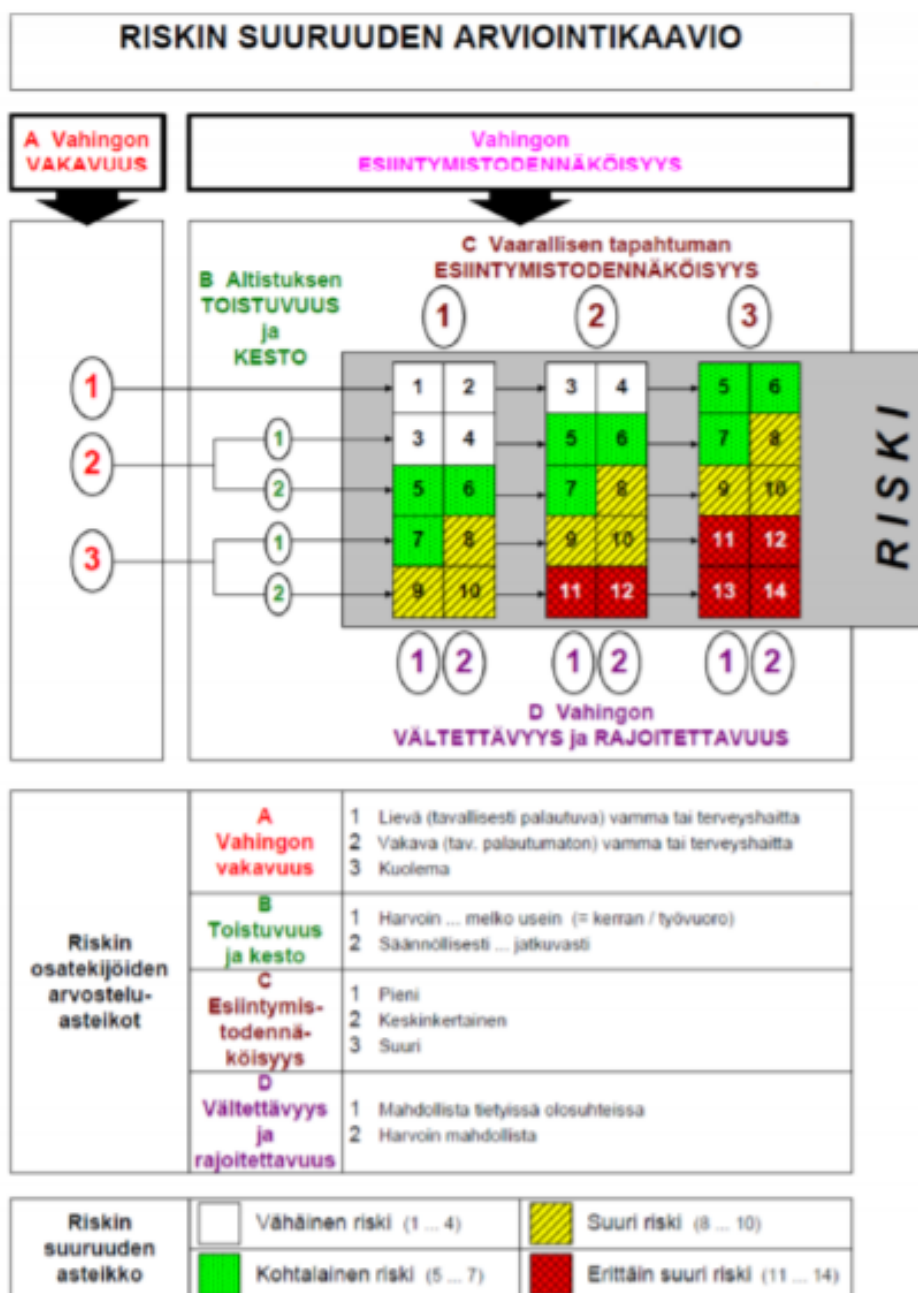 RISKIN SUURUUDEN ARVIOINTIKAAVIO
A Vahingon
VAKAVUUS
Vahingon
ESIINTYMISTODENNÄKÖISYYS
C Vaarallisen tapahtuman
ESIINTYMISTODENNÄKÖISYYS
B Altistuksen
TOISTUVUUS
ja
KESTO
1 2 3
1 1 2 3 4 5 6
1 3 4 5 6 7 8
2
2 5 6 7 8 9 10
1 7 8 9 10 11 12
3
2 9 10 11 12 13 14
RISKI
1 2 1 2 1 2
D Vahingon
VÄLTETTÄVYYS ja RAJOITETTAVUUS
Riskin
osatekijöiden
arvostelu-
asteikot
A
Vahingon
vakavuus
1 Lievä (tavallisesti palautuva) vamma tai terveyshaitta
2 Vakava (tav. palautumaton) vamma tai terveyshaitta
3 Kuolema
B
Toistuvuus
ja kesto
1 Harvoin ... melko usein (= kerran / työvuoro)
2 Säännöllisesti ... jatkuvasti
C
Esiintymis-
todennä-
köisyys
1 Pieni
2 Keskinkertainen
3 Suuri
D
Vältettävyys
ja
rajoitettavuus
1 Mahdollista tietyissä olosuhteissa
2 Harvoin mahdollista
Riskin
suuruuden
asteikko
Vähäinen riski (1 ... 4)
Suuri riski (8 ... 10)
Kohtalainen riski (5 ... 7)
Erittäin suuri riski (11 ... 14)